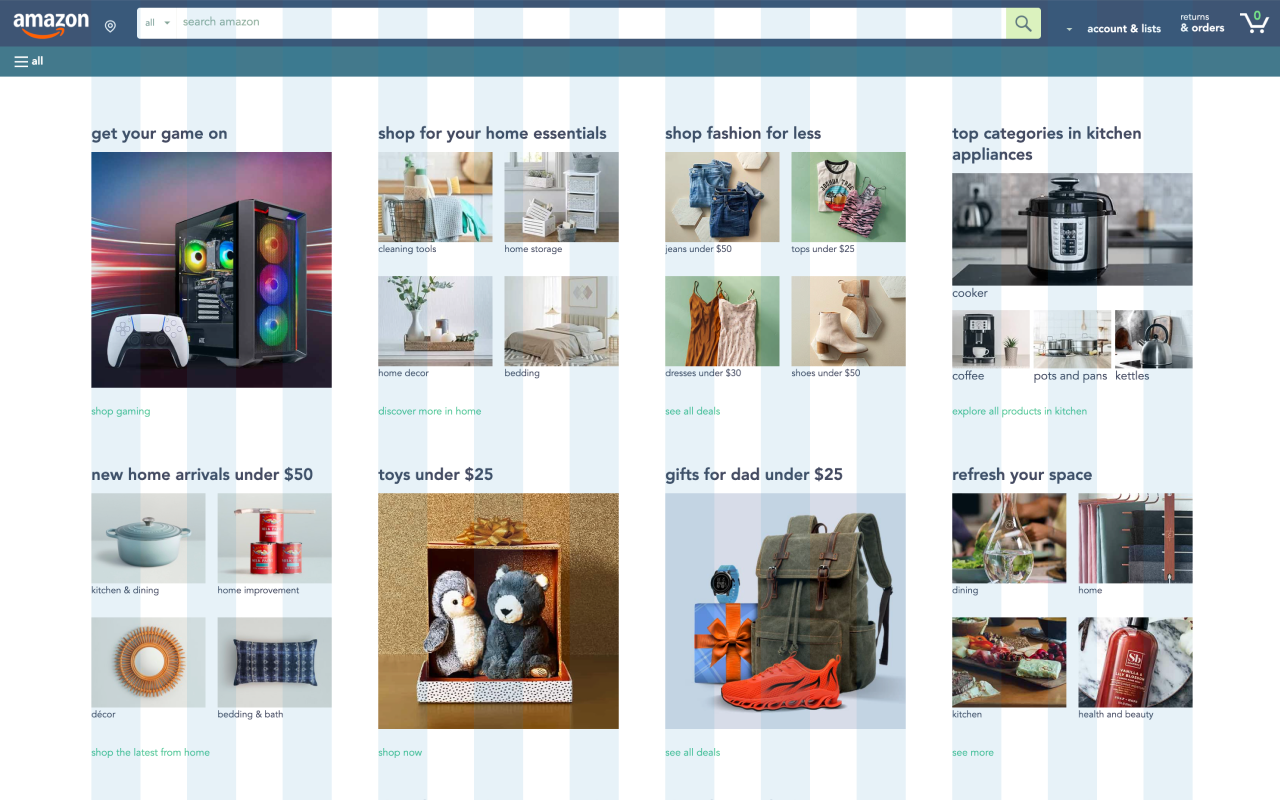 amazon
all
search amazon
account & lists
returns
& orders
0
all
get your game on
shop gaming
shop for your home essentials
cleaning tools
home storage
home decor
bedding
discover more in home
shop fashion for less
jeans under $50
tops under $25
dresses under $30
shoes under $50
see all deals
top categories in kitchen
appliances
cooker
coffee
pots and pans
kettles
explore all products in kitchen
new home arrivals under $50
kitchen & dining
home improvement
décor
bedding & bath
shop the latest from home
toys under $25
shop now
gifts for dad under $25
see all deals
refresh your space
dining
home
kitchen
Sb
health and beauty
see more